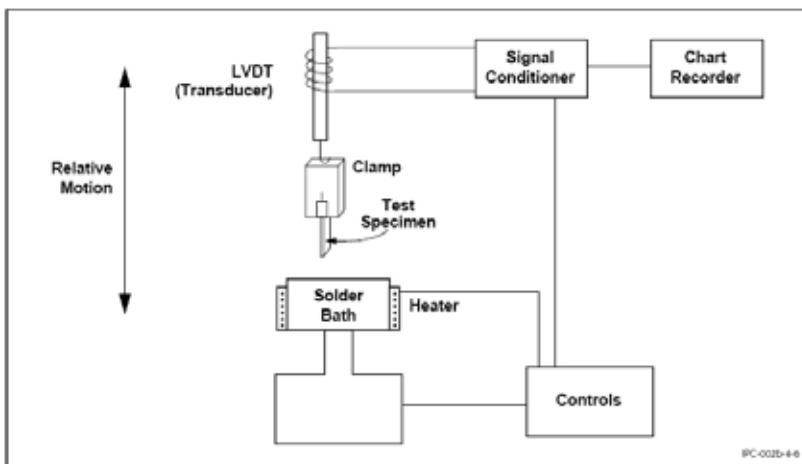 LVDT
(Transducer)
Signal
Conditioner
Chart
Recorder
Relative
Motion
Clamp
Test
Specimen
Solder
Bath
Heater
Controls
IPC-002b-4-6